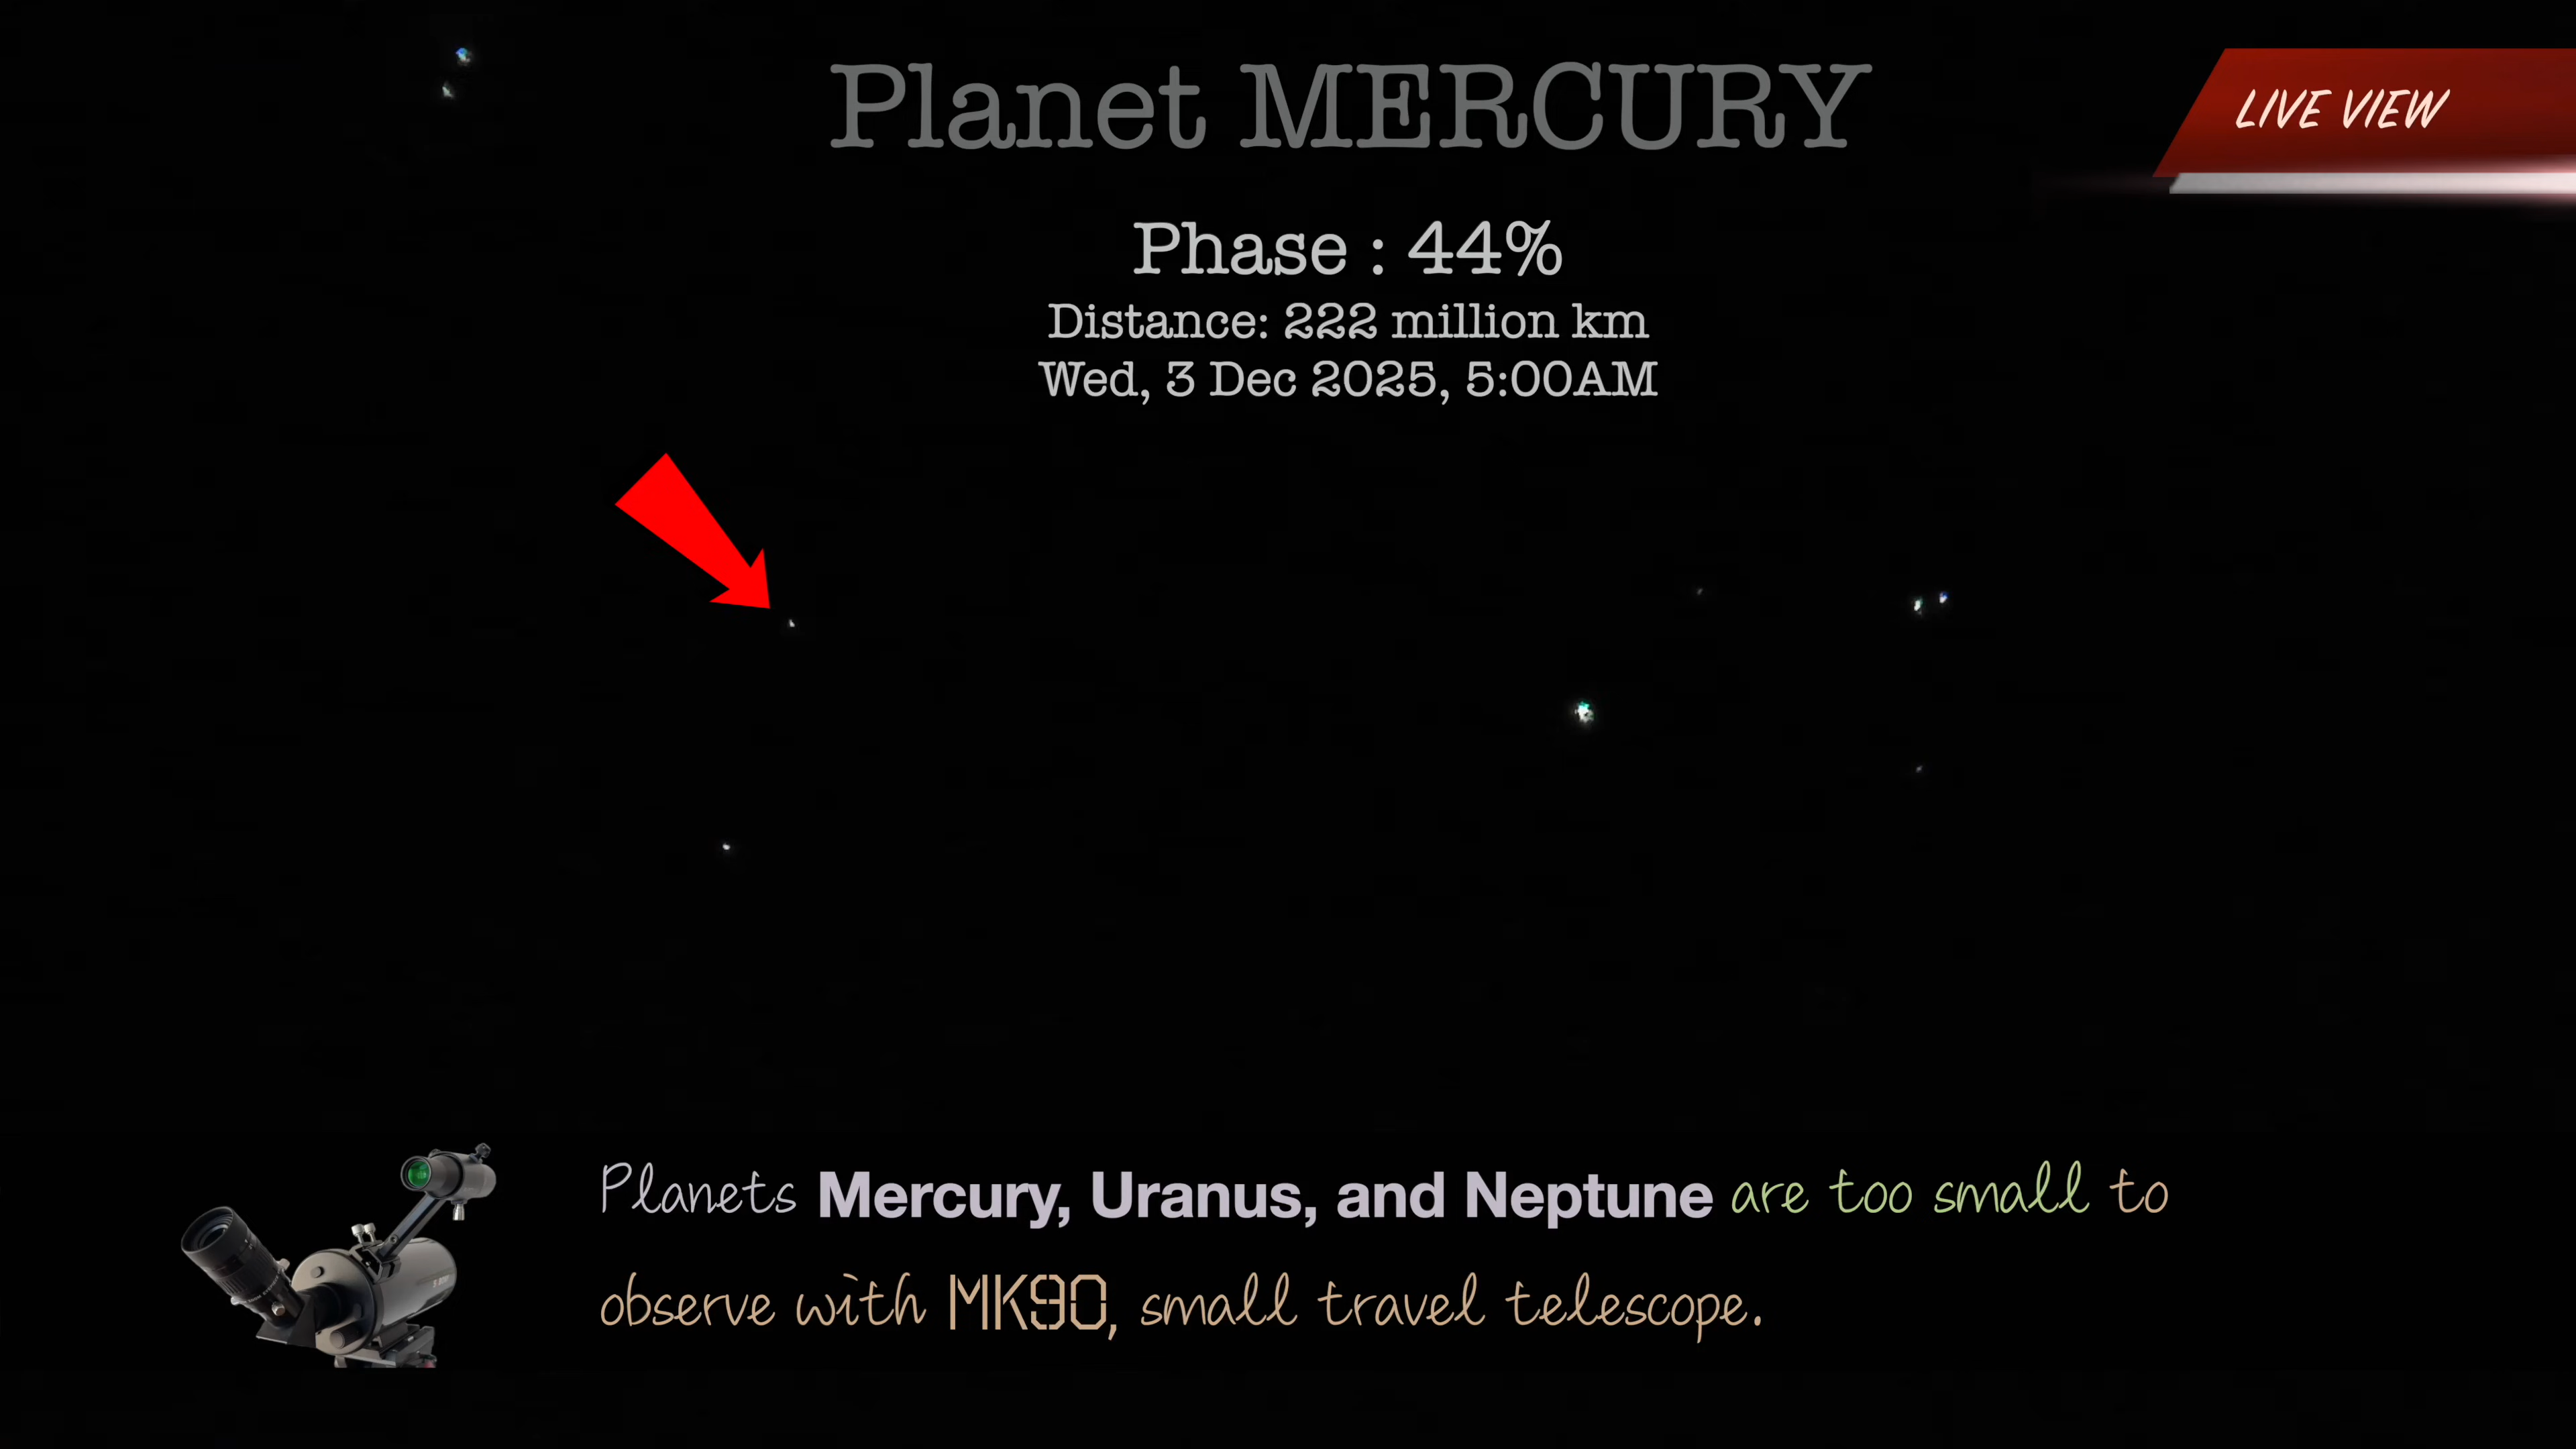 Planet MERCURY
LIVE VIEW
Phase : 44%
Distance: 222 million km
Wed, 3 Dec 2025, 5:00AM
Planets Mercury, Uranus, and Neptune are too small to
observe with MK90, small travel telescope.